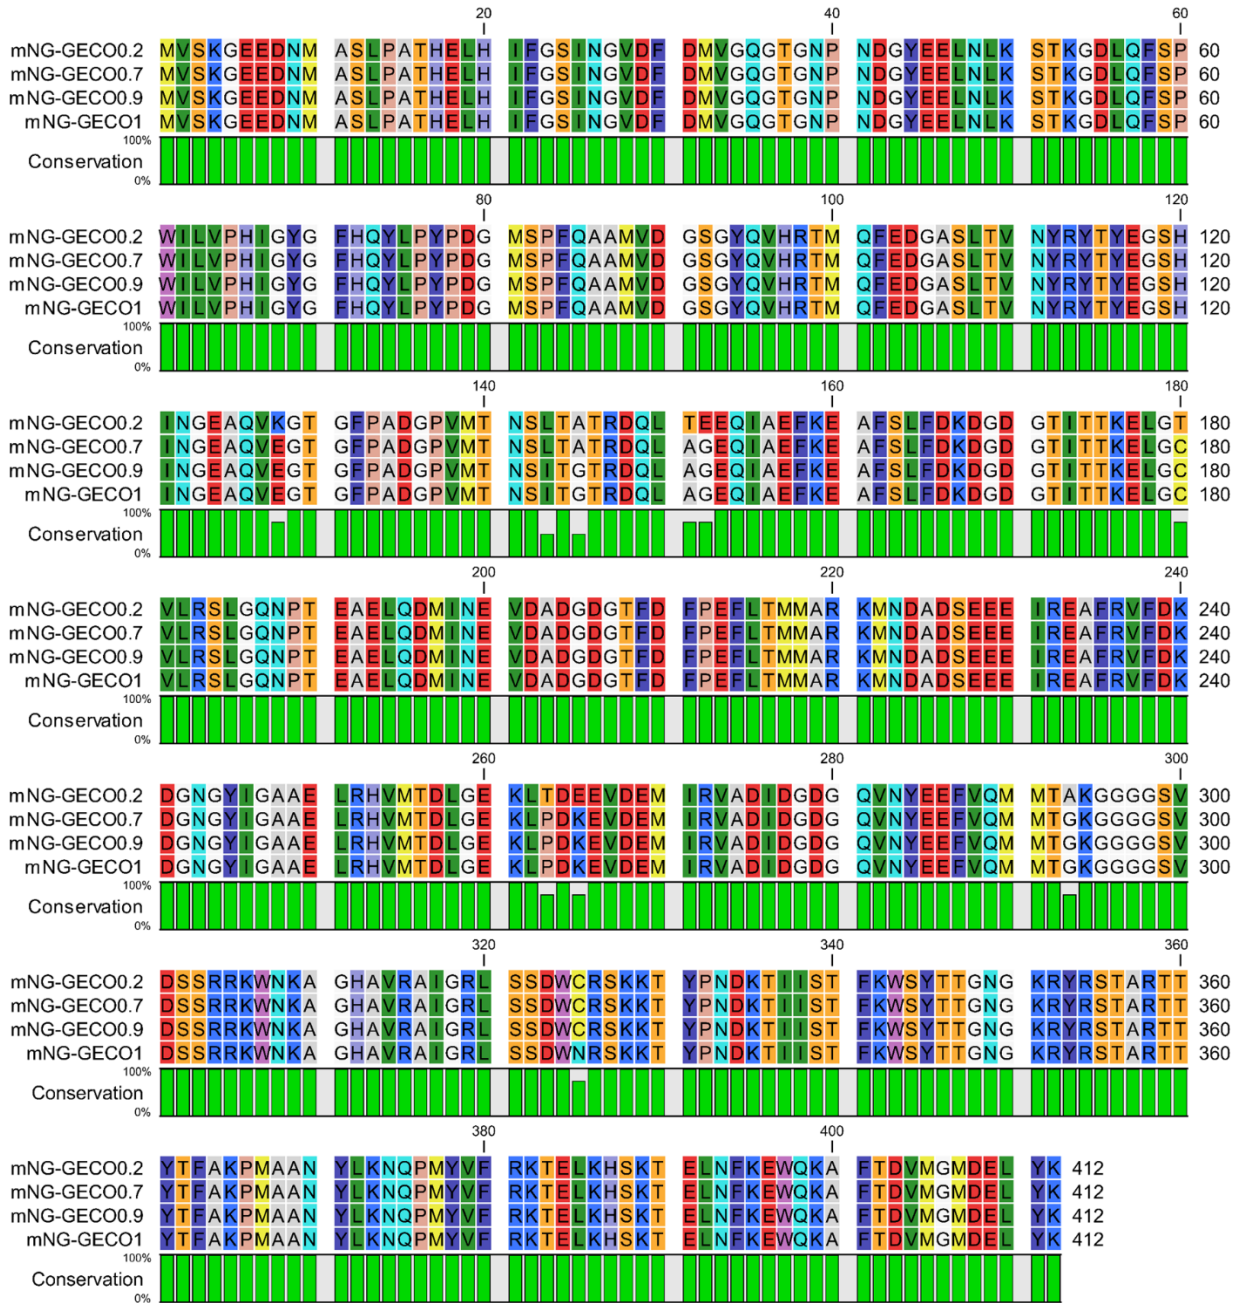 20 40 60
mNG-GECO0.2 MVSKGEEDNM ASLPATHELH IFGSINGVDF DMVGQGTGNP NDGYEELNLK STKGDLQFSP 60
mNG-GECO0.7 MVSKGEEDNM ASLPATHELH IFGSINGVDF DMVGQGTGNP NDGYEELNLK STKGDLQFSP 60
mNG-GECO0.9 MVSKGEEDNM ASLPATHELH IFGSINGVDF DMVGQGTGNP NDGYEELNLK STKGDLQFSP 60
mNG-GECO1 MVSKGEEDNM ASLPATHELH IFGSINGVDF DMVGQGTGNP NDGYEELNLK STKGDLQFSP 60
100%
Conservation
0%
80 100 120
mNG-GECO0.2 WILVPHIGYG FHQYLPYPDG MSPFQAAMVD GSGYQVHRTM QFEDGASLTV NYRYTYEGSH 120
mNG-GECO0.7 WILVPHIGYG FHQYLPYPDG MSPFQAAMVD GSGYQVHRTM QFEDGASLTV NYRYTYEGSH 120
mNG-GECO0.9 WILVPHIGYG FHQYLPYPDG MSPFQAAMVD GSGYQVHRTM QFEDGASLTV NYRYTYEGSH 120
mNG-GECO1 WILVPHIGYG FHQYLPYPDG MSPFQAAMVD GSGYQVHRTM QFEDGASLTV NYRYTYEGSH 120
100%
Conservation
0%
140 160 180
mNG-GECO0.2 INGEAQVKGT GFPADGPVMT NSLTATRDQL TEEQIAEFKE AFSLFDKDGD GTITTKELGT 180
mNG-GECO0.7 INGEAQVEGT GFPADGPVMT NSLTATRDQL AGEQIAEFKE AFSLFDKDGD GTITTKELGC 180
mNG-GECO0.9 INGEAQVEGT GFPADGPVMT NSITGTRDQL AGEQIAEFKE AFSLFDKDGD GTITTKELGC 180
mNG-GECO1 INGEAQVEGT GFPADGPVMT NSITGTRDQL AGEQIAEFKE AFSLFDKDGD GTITTKELGC 180
100%
Conservation
0%
200 220 240
mNG-GECO0.2 VLRSLGQNPT EAELQDMINE VDADGDGTFD FPEFLTMMAR KMNDADSEEE IREAFRVFDK 240
mNG-GECO0.7 VLRSLGQNPT EAELQDMINE VDADGDGTFD FPEFLTMMAR KMNDADSEEE IREAFRVFDK 240
mNG-GECO0.9 VLRSLGQNPT EAELQDMINE VDADGDGTFD FPEFLTMMAR KMNDADSEEE IREAFRVFDK 240
mNG-GECO1 VLRSLGQNPT EAELQDMINE VDADGDGTFD FPEFLTMMAR KMNDADSEEE IREAFRVFDK 240
100%
Conservation
0%
260 280 300
mNG-GECO0.2 DGNGYIGAAE LRHVMTDLGE KLTDEEVDEM IRVADIDGDG QVNYEEFVQM MTAKGGGGSV 300
mNG-GECO0.7 DGNGYIGAAE LRHVMTDLGE KLPDKEVDEM IRVADIDGDG QVNYEEFVQM MTGKGGGGSV 300
mNG-GECO0.9 DGNGYIGAAE LRHVMTDLGE KLPDKEVDEM IRVADIDGDG QVNYEEFVQM MTGKGGGGSV 300
mNG-GECO1 DGNGYIGAAE LRHVMTDLGE KLPDKEVDEM IRVADIDGDG QVNYEEFVQM MTGKGGGGSV 300
100%
Conservation
0%
320 340 360
mNG-GECO0.2 DSSRRKWNKA GHAVRAIGRL SSDWCRSKKT YPNDKTIIST FKWSYTTGNG KRYRSTARTT 360
mNG-GECO0.7 DSSRRKWNKA GHAVRAIGRL SSDWCRSKKT YPNDKTIIST FKWSYTTGNG KRYRSTARTT 360
mNG-GECO0.9 DSSRRKWNKA GHAVRAIGRL SSDWCRSKKT YPNDKTIIST FKWSYTTGNG KRYRSTARTT 360
mNG-GECO1 DSSRRKWNKA GHAVRAIGRL SSDWNRSKKT YPNDKTIIST FKWSYTTGNG KRYRSTARTT 360
100%
Conservation
0%
380 400
mNG-GECO0.2 YTFAKPMAAN YLKNQPMYVF RKTELKHSKT ELNFKEWQKA FTDVMGMDEL YK 412
mNG-GECO0.7 YTFAKPMAAN YLKNQPMYVF RKTELKHSKT ELNFKEWQKA FTDVMGMDEL YK 412
mNG-GECO0.9 YTFAKPMAAN YLKNQPMYVF RKTELKHSKT ELNFKEWQKA FTDVMGMDEL YK 412
mNG-GECO1 YTFAKPMAAN YLKNQPMYVF RKTELKHSKT ELNFKEWQKA FTDVMGMDEL YK 412
100%
Conservation
0%